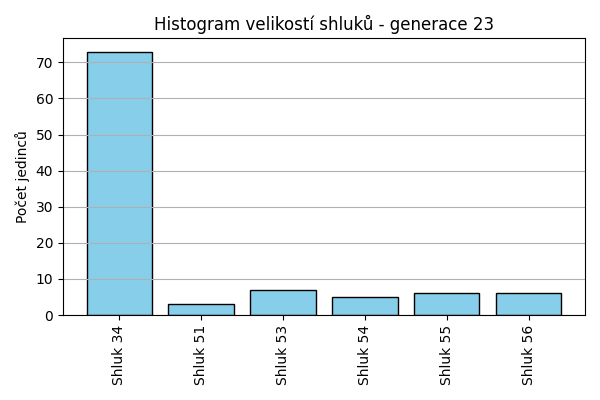 Histogram velikostí shluků - generace 23
Počet jedinců
70
60
50
40
30
20
10
0
Shluk 34
Shluk 51
Shluk 53
Shluk 54
Shluk 55
Shluk 56